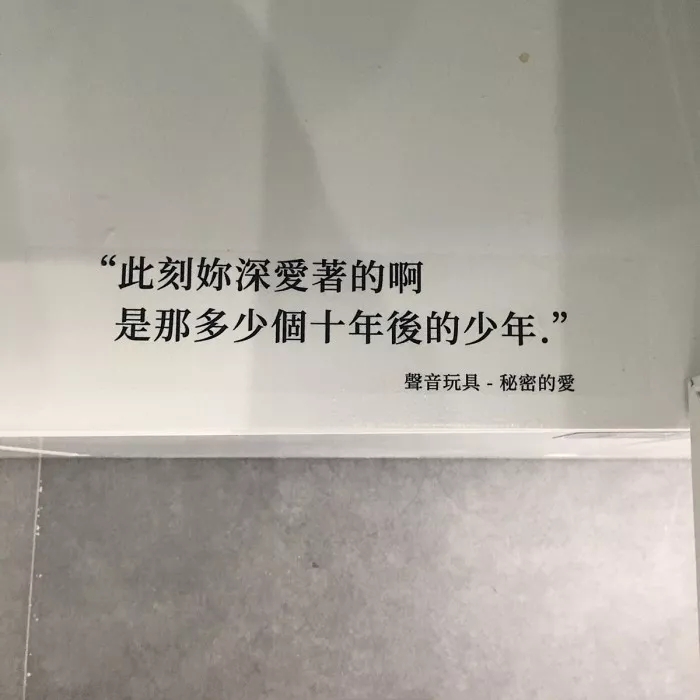 “此刻妳深愛著的啊
是那多少個十年後的少年.”
聲音玩具 - 秘密的愛